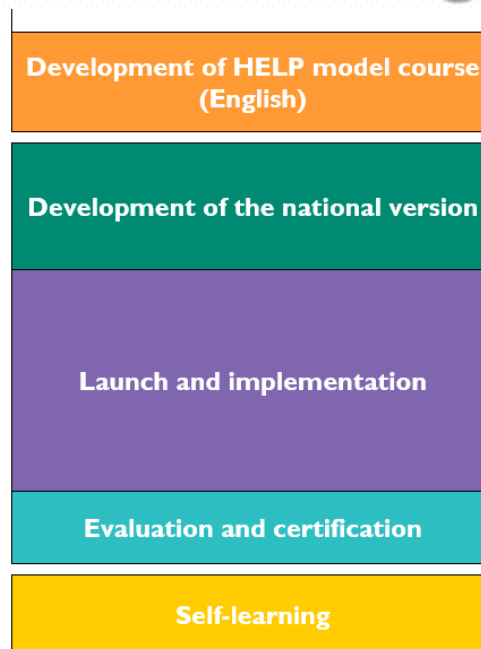 Development of HELP model course
(English)
Development of the national version
Launch and implementation
Evaluation and certification
Self-learning